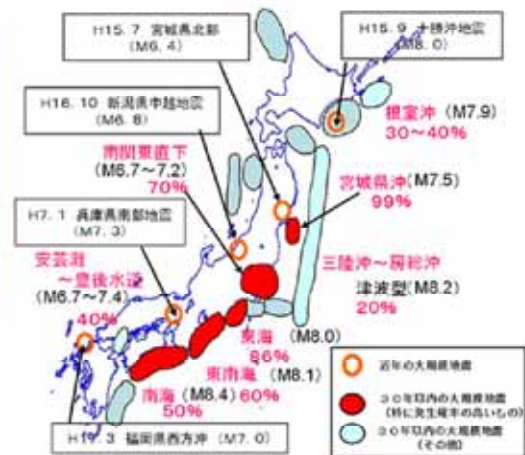 H15.7 宮城県北部
(M6.4)
H15.9 十勝沖地震
(M8.0)
H16.10 新潟県中越地震
(M6.8)
根室沖 (M7.9)
30～40%
南関東直下
(M6.7～7.2)
70%
宮城県沖 (M7.5)
99%
H7.1 兵庫県南部地震
(M7.3)
安芸灘
～豊後水道
(M6.7～7.4)
40%
三陸沖～房総沖
津波型 (M8.2)
20%
東海 (M8.0)
86%
東南海 (M8.1)
60%
南海 (M8.4)
50%
H17.3 福岡県西方沖 (M7.0)
近年の大規模地震
30年以内の大規模地震
(特に発生確率の高いもの)
30年以内の大規模地震
(その他)